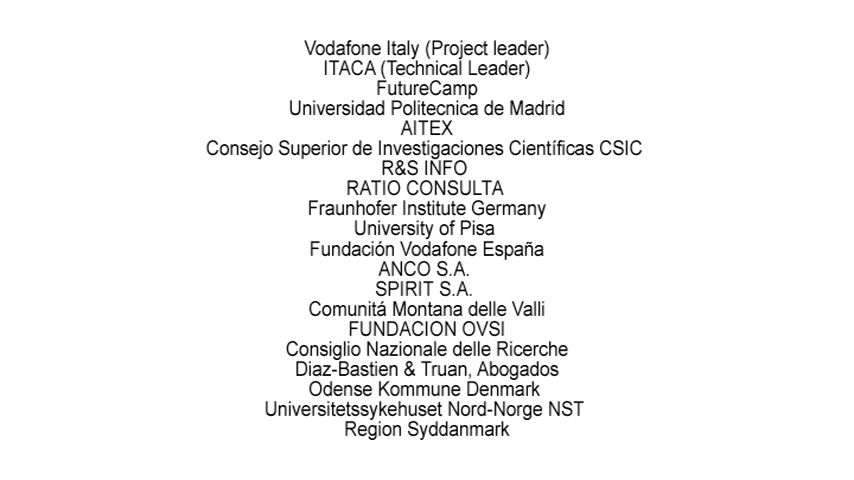 Vodafone Italy (Project leader)
ITACA (Technical Leader)
FutureCamp
Universidad Politecnica de Madrid
AITEX
Consejo Superior de Investigaciones Científicas CSIC
R&S INFO
RATIO CONSULTA
Fraunhofer Institute Germany
University of Pisa
Fundación Vodafone España
ANCO S.A.
SPIRIT S.A.
Comunitá Montana delle Valli
FUNDACION OVSI
Consiglio Nazionale delle Ricerche
Diaz-Bastien & Truan, Abogados
Odense Kommune Denmark
Universitetssykehuset Nord-Norge NST
Region Syddanmark